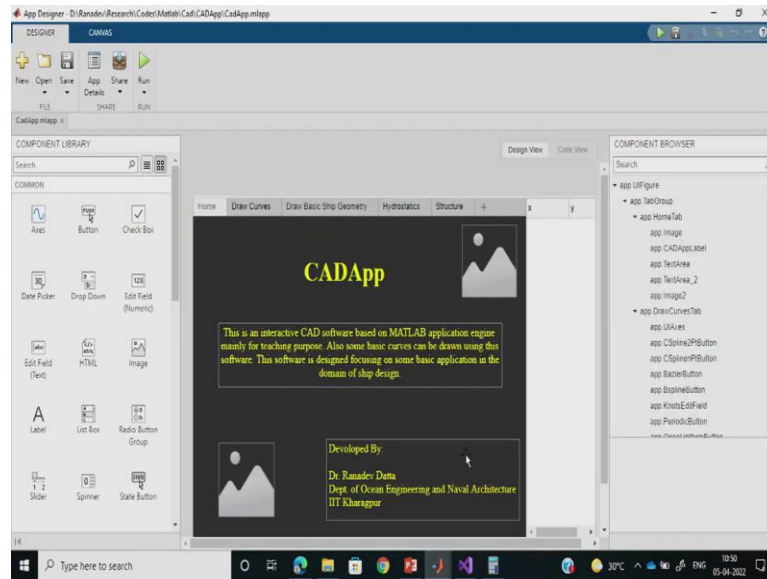 App Designer - D:\Ranadev\Research\Codes\Matlab\Cad\CADApp\CadApp.mlapp
DESIGNER CANVAS
New Open Save App Details Share Run
FILE SHARE RUN
CadApp.mlapp ×
COMPONENT LIBRARY
Search
COMMON
Axes Button Check Box
Date Picker Drop Down Edit Field (Numeric)
Edit Field (Text) HTML Image
Label List Box Radio Button Group
Slider Spinner State Button
Design View Code View
Home Draw Curves Draw Basic Ship Geometry Hydrostatics Structure + x y
CADApp
This is an interactive CAD software based on MATLAB application engine
mainly for teaching purpose. Also some basic curves can be drawn using this
software. This software is designed focusing on some basic application in the
domain of ship design.
Devoloped By:
Dr. Ranadev Datta
Dept. of Ocean Engineering and Naval Architecture
IIT Kharagpur
COMPONENT BROWSER
Search
app.UIFigure
app.TabGroup
app.HomeTab
app.Image
app.CADAppLabel
app.TextArea
app.TextArea_2
app.Image2
app.DrawCurvesTab
app.UIAxes
app.CSpline2PtButton
app.CSplinenPtButton
app.BazierButton
app.BsplineButton
app.KnotsEditField
app.PeriodicButton
app.OpenUniformButton
Type here to search
30°C ENG 10:50
05-04-2022